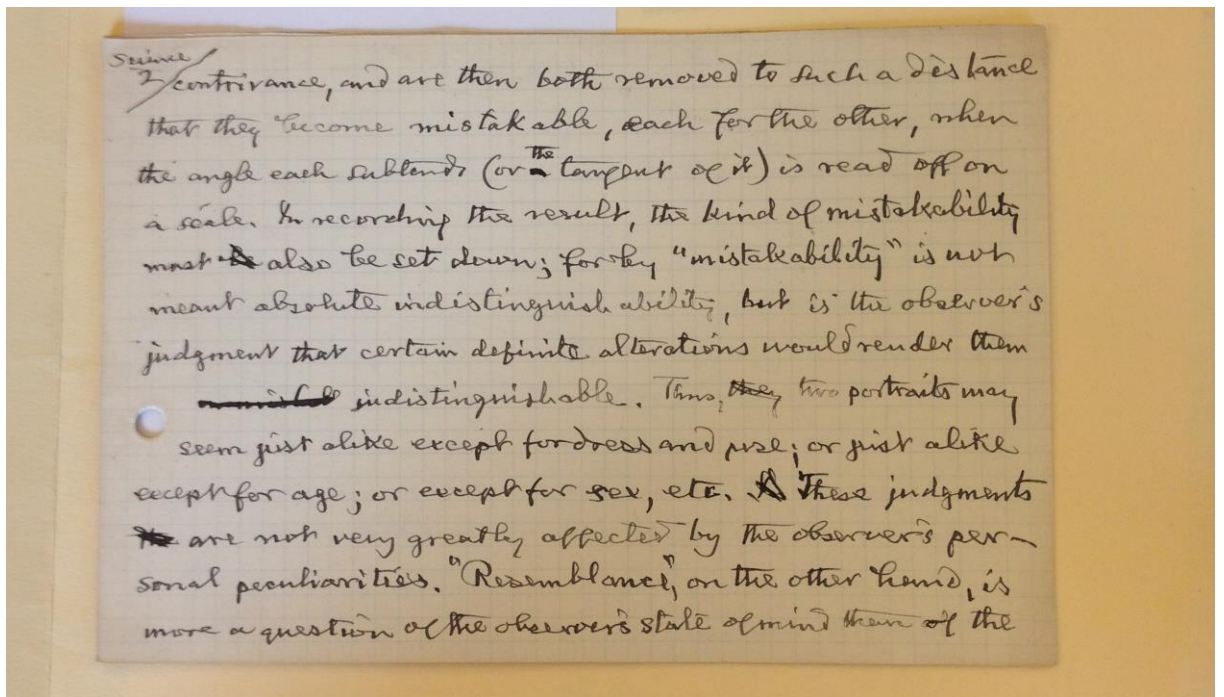 Science
2
contrivance, and are then both removed to such a distance
that they become mistakable, each for the other, when
the angle each subtends (or the tangent of it) is read off on
a scale. In recording the result, the kind of mistakability
must also be set down; for by "mistakability" is not
meant absolute indistinguishability, but is the observer's
judgment that certain definite alterations would render them
indistinguishable. Thus, they two portraits may
seem just alike except for dress and pose; or just alike
except for age; or except for sex, etc. These judgments
are not very greatly affected by the observer's per-
sonal peculiarities. "Resemblance", on the other hand, is
more a question of the observer's state of mind than of the